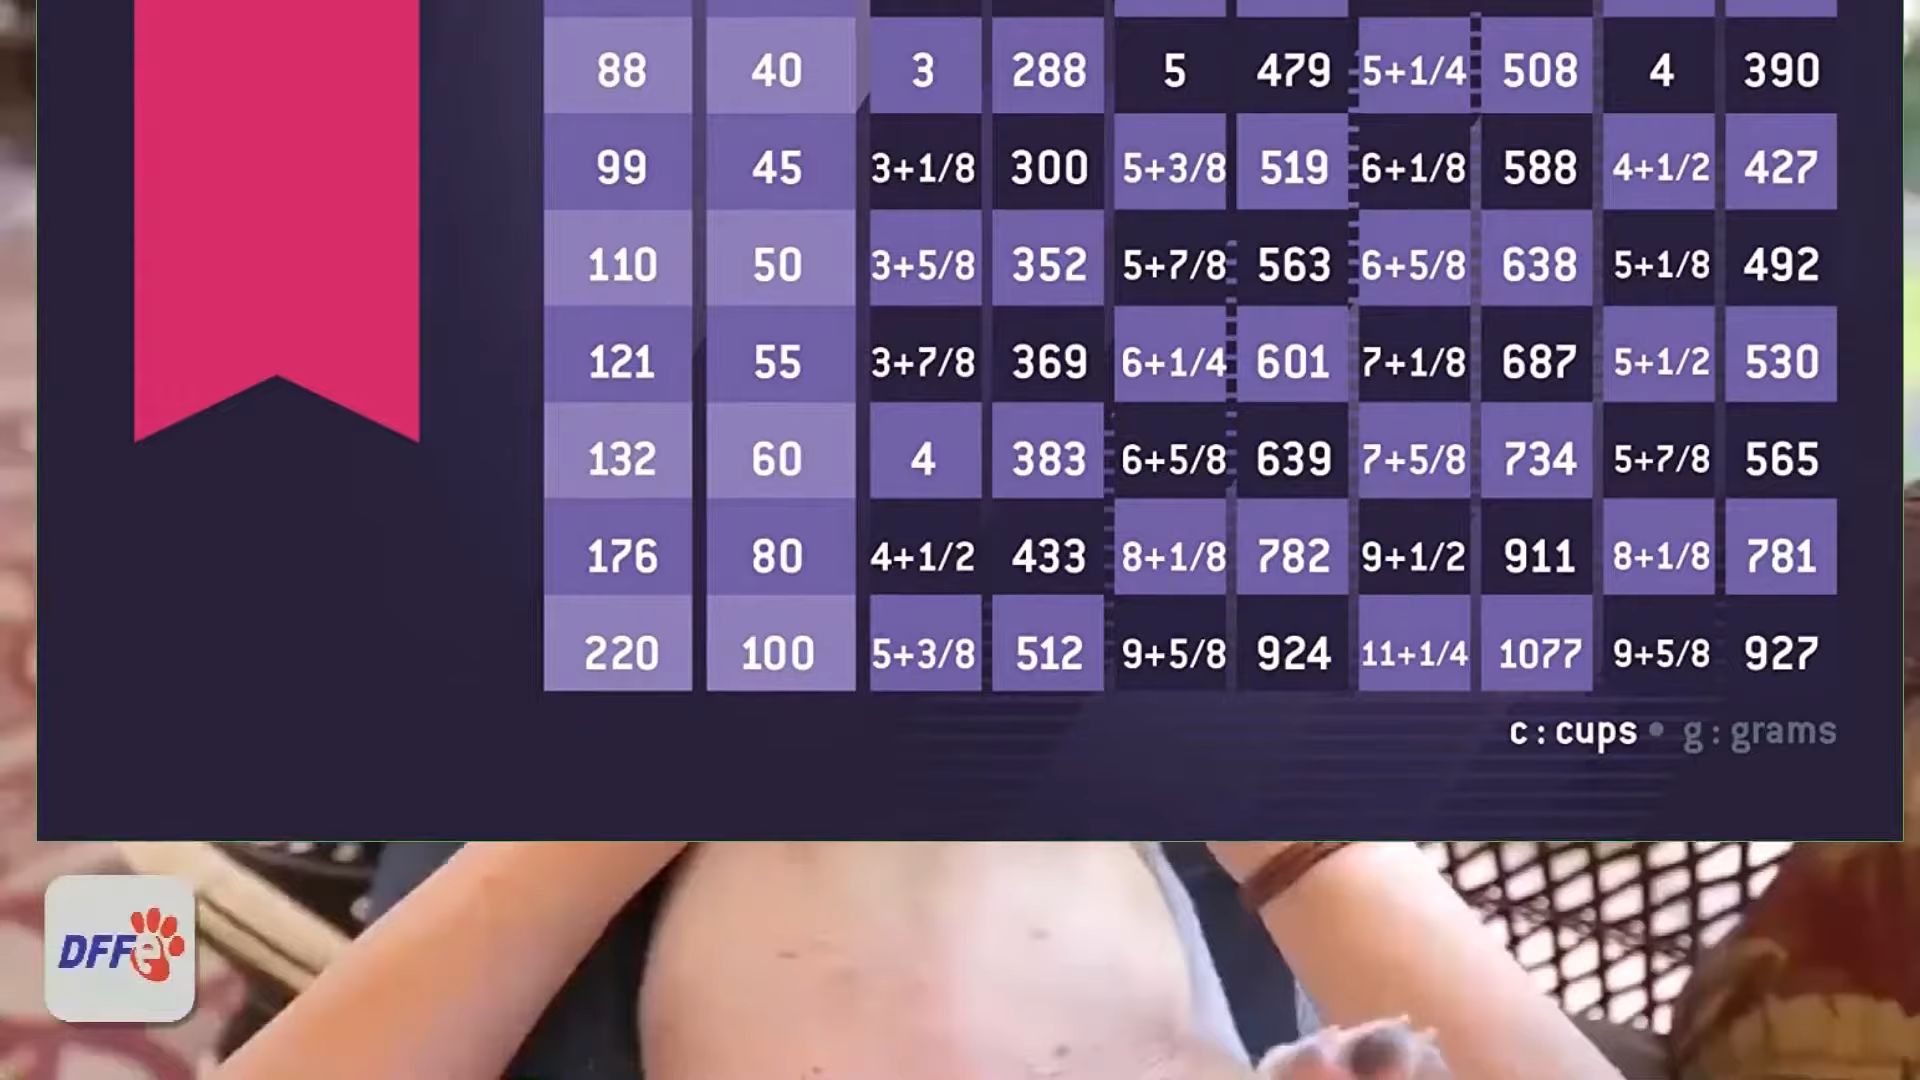 88 40 3 288 5 479 5+1/4 508 4 390
99 45 3+1/8 300 5+3/8 519 6+1/8 588 4+1/2 427
110 50 3+5/8 352 5+7/8 563 6+5/8 638 5+1/8 492
121 55 3+7/8 369 6+1/4 601 7+1/8 687 5+1/2 530
132 60 4 383 6+5/8 639 7+5/8 734 5+7/8 565
176 80 4+1/2 433 8+1/8 782 9+1/2 911 8+1/8 781
220 100 5+3/8 512 9+5/8 924 11+1/4 1077 9+5/8 927
c : cups • g : grams
DFFe